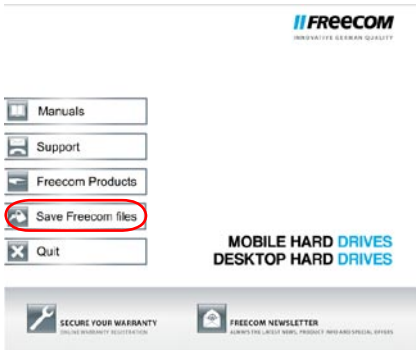 FREECOM
INNOVATIVE GERMAN QUALITY
Manuals
Support
Freecom Products
Save Freecom files
Quit
MOBILE HARD DRIVES
DESKTOP HARD DRIVES
SECURE YOUR WARRANTY
ONLINE WARRANTY REGISTRATION
FREECOM NEWSLETTER
ALWAYS THE LATEST NEWS, PRODUCT INFO AND SPECIAL OFFERS